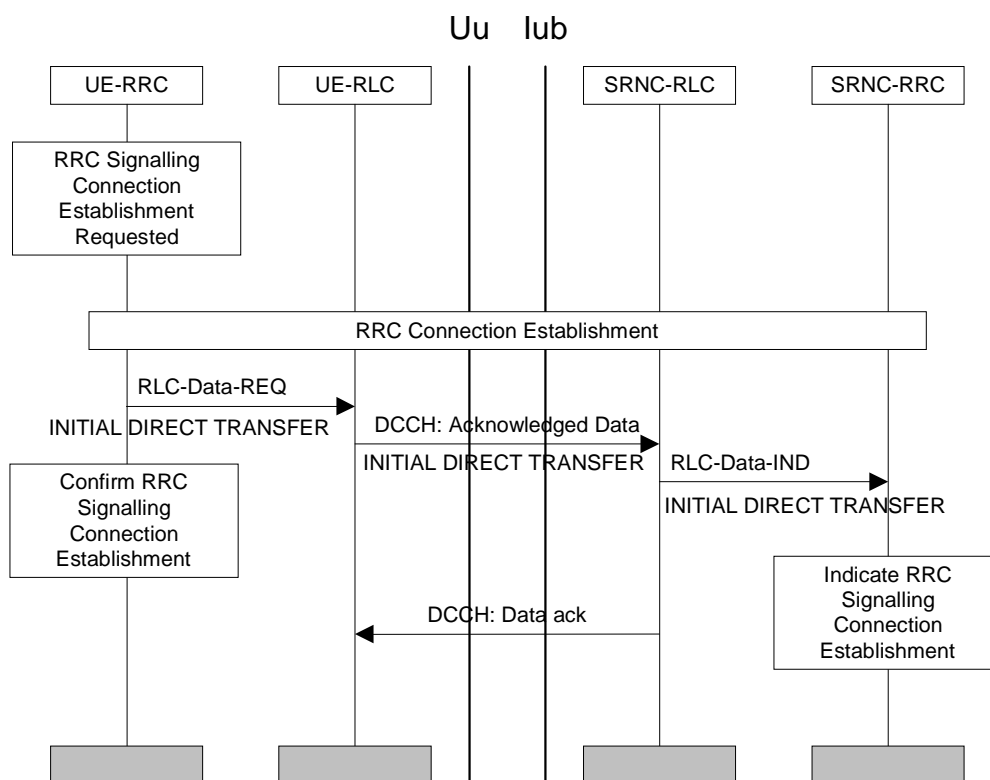 Uu Iub
UE-RRC UE-RLC SRNC-RLC SRNC-RRC
RRC Signalling
Connection
Establishment
Requested
RRC Connection Establishment
RLC-Data-REQ
INITIAL DIRECT TRANSFER
DCCH: Acknowledged Data
INITIAL DIRECT TRANSFER
RLC-Data-IND
INITIAL DIRECT TRANSFER
Confirm RRC
Signalling
Connection
Establishment
Indicate RRC
Signalling
Connection
Establishment
DCCH: Data ack